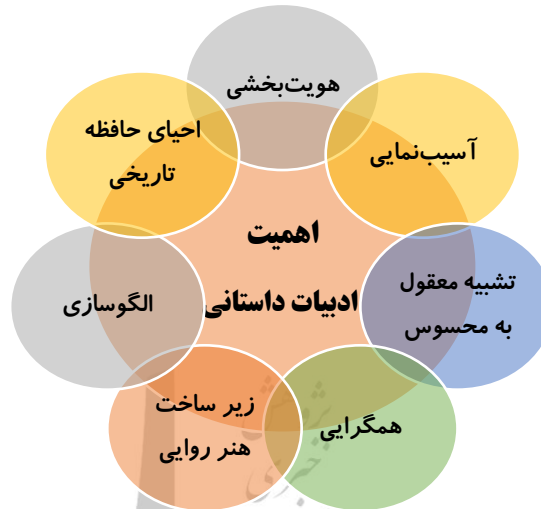 هویت‌بخشی
آسیب‌نمایی
تشبیه معقول
به محسوس
همگرایی
زیر ساخت
هنر روایی
الگوسازی
احیای حافظه
تاریخی
اهمیت
ادبیات داستانی